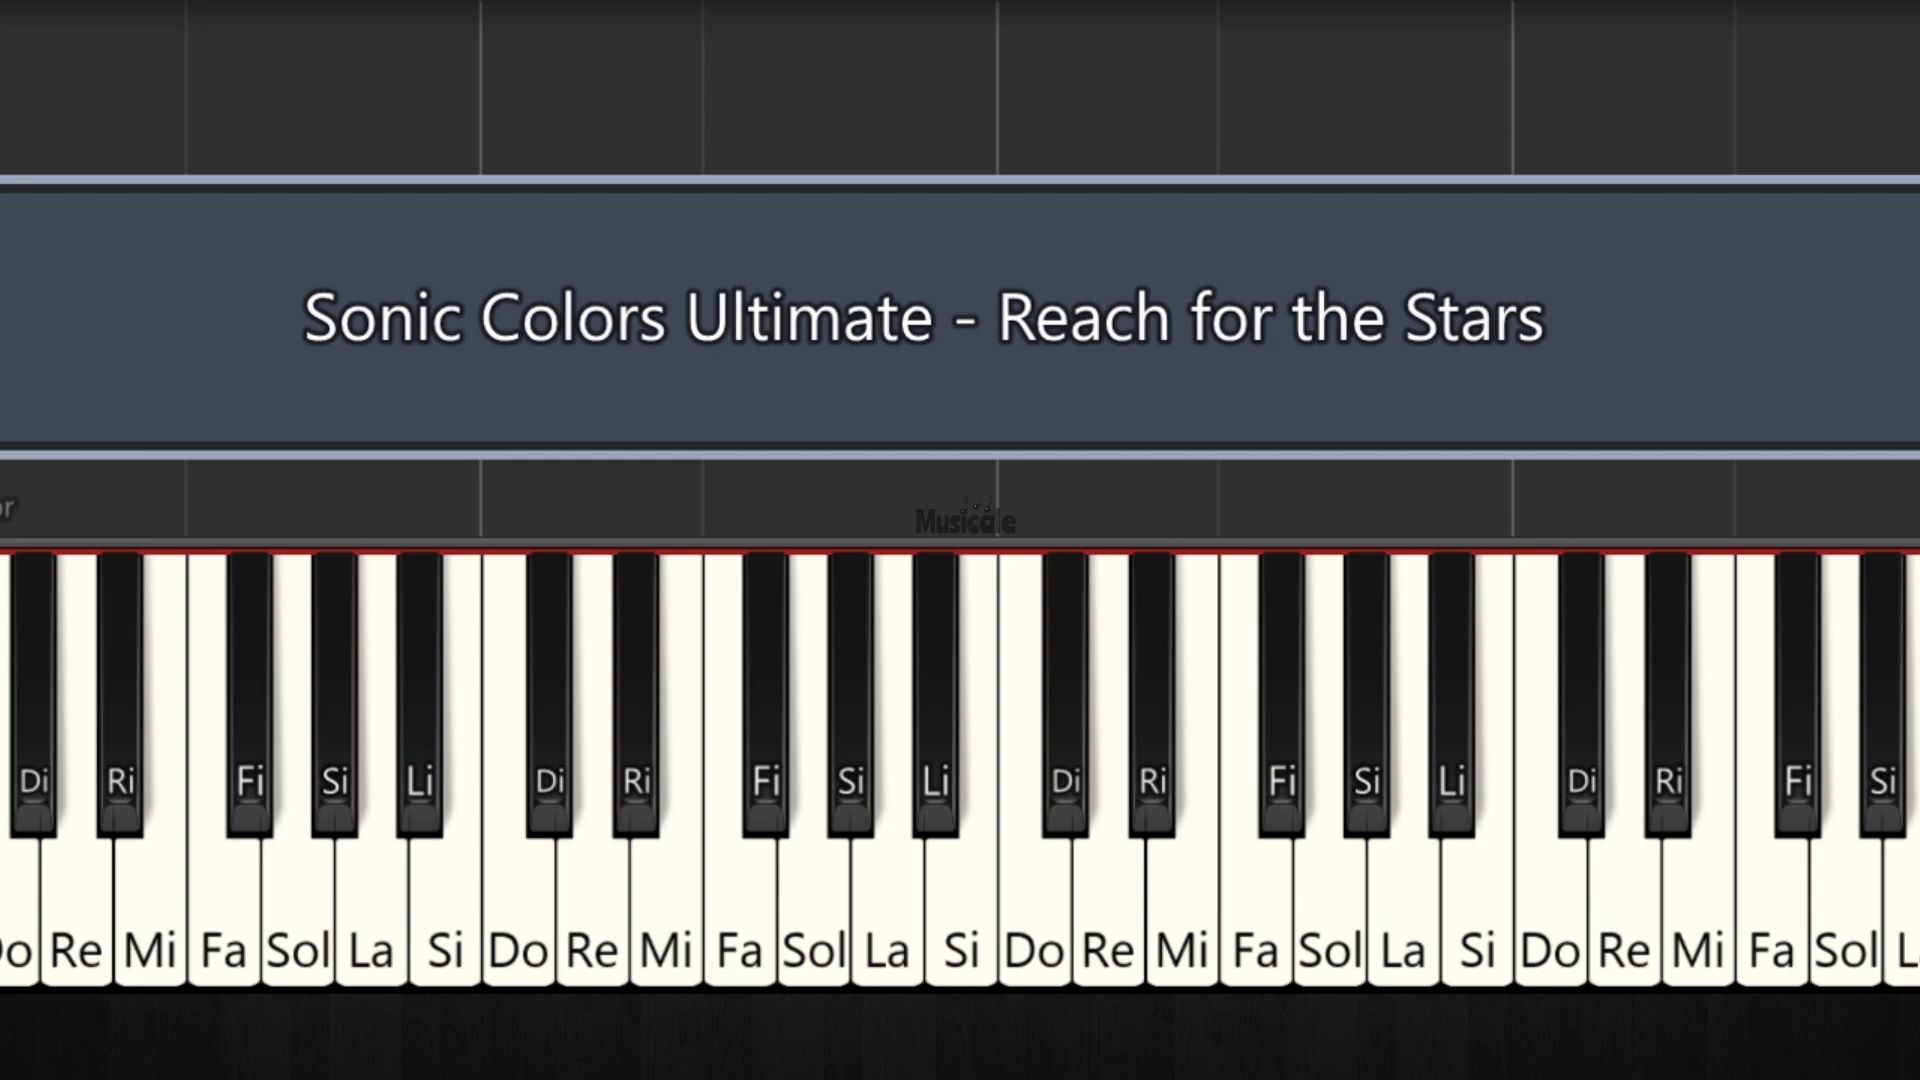 Sonic Colors Ultimate - Reach for the Stars
or
Musicale
Di Ri Fi Si Li Di Ri Fi Si Li Di Ri Fi Si Li Di Ri Fi Si
Do Re Mi Fa Sol La Si Do Re Mi Fa Sol La Si Do Re Mi Fa Sol La Si Do Re Mi Fa Sol L